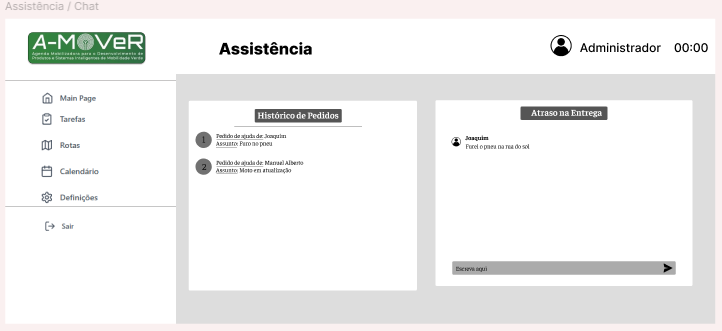 Assistência / Chat
A-MOVeR
Agenda Mobilizadora para o Desenvolvimento de
Produtos e Sistemas Inteligentes de Mobilidade Verde
Assistência
Administrador 00:00
Main Page
Tarefas
Rotas
Calendário
Definições
Sair
Histórico de Pedidos
1
Pedido de ajuda de: Joaquim
Assunto: Furo no pneu
2
Pedido de ajuda de: Manuel Alberto
Assunto: Moto em atualização
Atraso na Entrega
Joaquim
Furei o pneu na rua do sol
Escreva aqui